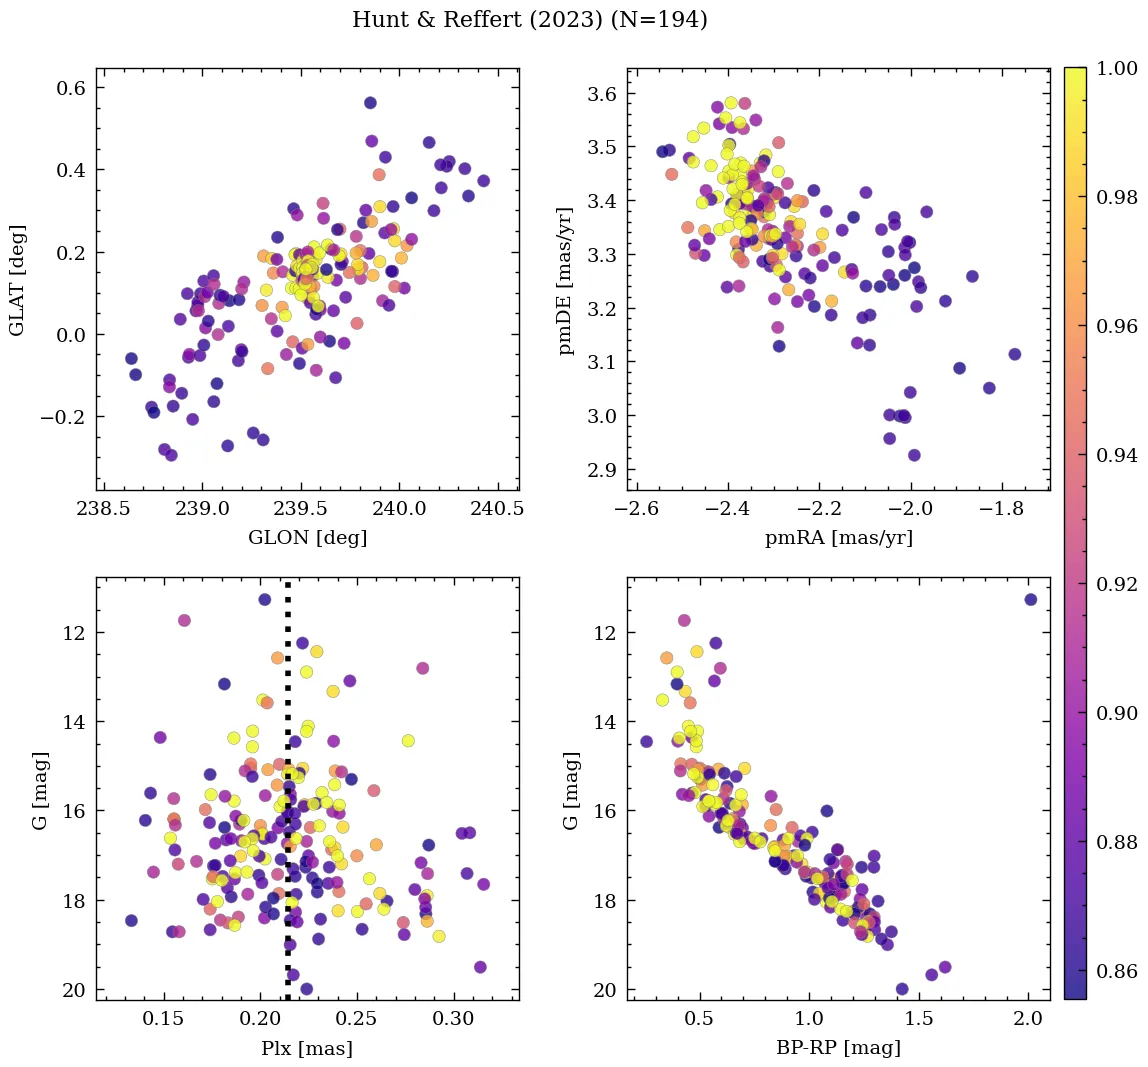 Hunt & Reffert (2023) (N=194)
0.6
0.4
0.2
0.0
−0.2
GLAT [deg]
238.5 239.0 239.5 240.0 240.5
GLON [deg]
3.6
3.5
3.4
3.3
3.2
3.1
3.0
2.9
pmDE [mas/yr]
−2.6 −2.4 −2.2 −2.0 −1.8
pmRA [mas/yr]
12
14
16
18
20
G [mag]
0.15 0.20 0.25 0.30
Plx [mas]
12
14
16
18
20
G [mag]
0.5 1.0 1.5 2.0
BP-RP [mag]
1.00
0.98
0.96
0.94
0.92
0.90
0.88
0.86